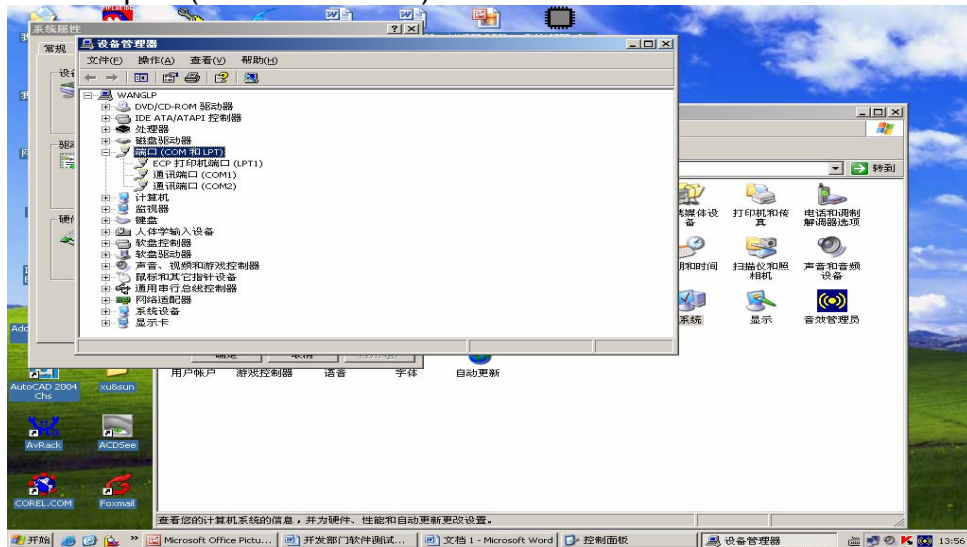 系统属性
常规
设备管理器
文件(F) 操作(A) 查看(V) 帮助(H)
WANGLP
DVD/CD-ROM 驱动器
IDE ATA/ATAPI 控制器
处理器
磁盘驱动器
端口 (COM 和 LPT)
ECP 打印机端口 (LPT1)
通讯端口 (COM1)
通讯端口 (COM2)
计算机
监视器
键盘
人体学输入设备
软盘控制器
软盘驱动器
声音、视频和游戏控制器
鼠标和其它指针设备
通用串行总线控制器
网络适配器
系统设备
显示卡
转到
打印机和传真
电话和调制解调器选项
扫描仪和照相机
声音和音频设备
系统
显示
音效管理员
用户帐户
游戏控制器
语音
字体
自动更新
AutoCAD 2004 Chs
xu&sun
AvRack
ACDSee
COREL.COM
Foxmail
查看您的计算机系统的信息，并为硬件、性能和自动更新更改设置。
开始
Microsoft Office Pictu...
开发部门软件测试...
文档 1 - Microsoft Word
控制面板
设备管理器
13:56